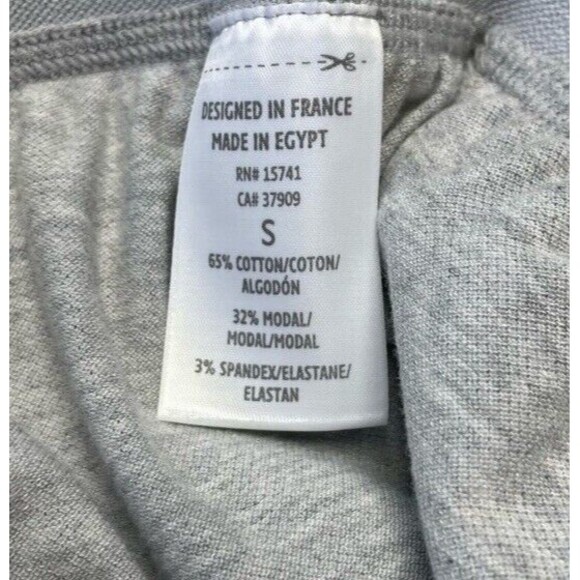 DESIGNED IN FRANCE
MADE IN EGYPT
RN# 15741
CA# 37909
S
65% COTTON/COTON/
ALGODÓN
32% MODAL/
MODAL/MODAL
3% SPANDEX/ELASTANE/
ELASTAN